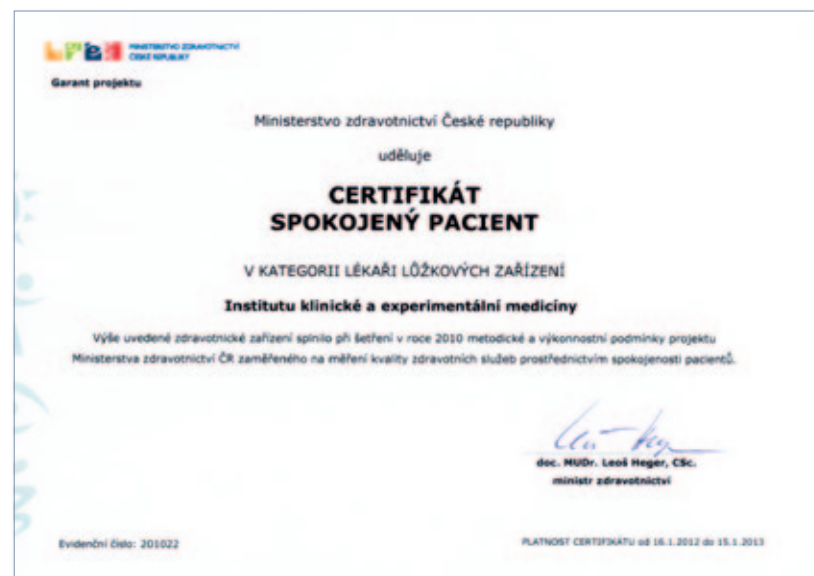 MINISTERSTVO ZDRAVOTNICTVÍ
ČESKÉ REPUBLIKY
Garant projektu
Ministerstvo zdravotnictví České republiky
uděluje
CERTIFIKÁT
SPOKOJENÝ PACIENT
V KATEGORII LÉKAŘI LŮŽKOVÝCH ZAŘÍZENÍ
Institutu klinické a experimentální medicíny
Výše uvedené zdravotnické zařízení splnilo při šetření v roce 2010 metodické a výkonnostní podmínky projektu
Ministerstva zdravotnictví ČR zaměřeného na měření kvality zdravotních služeb prostřednictvím spokojenosti pacientů.
doc. MUDr. Leoš Heger, CSc.
ministr zdravotnictví
Evidenční číslo: 201022
PLATNOST CERTIFIKÁTU od 16.1.2012 do 15.1.2013